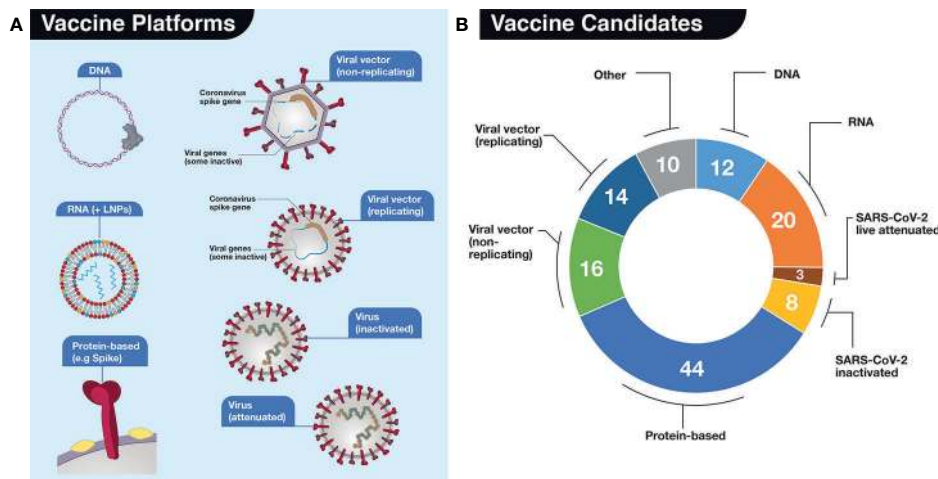 A
Vaccine Platforms
DNA
Viral vector
(non-replicating)
Coronavirus
spike gene
Viral genes
(some inactive)
RNA (+ LNPs)
Viral vector
(replicating)
Coronavirus
spike gene
Viral genes
(some inactive)
Virus
(inactivated)
Protein-based
(e.g Spike)
Virus
(attenuated)
B
Vaccine Candidates
Other
DNA
Viral vector
(replicating)
RNA
10
12
14
20
SARS-CoV-2
live attenuated
Viral vector
(non-
replicating)
16
3
8
SARS-CoV-2
inactivated
44
Protein-based